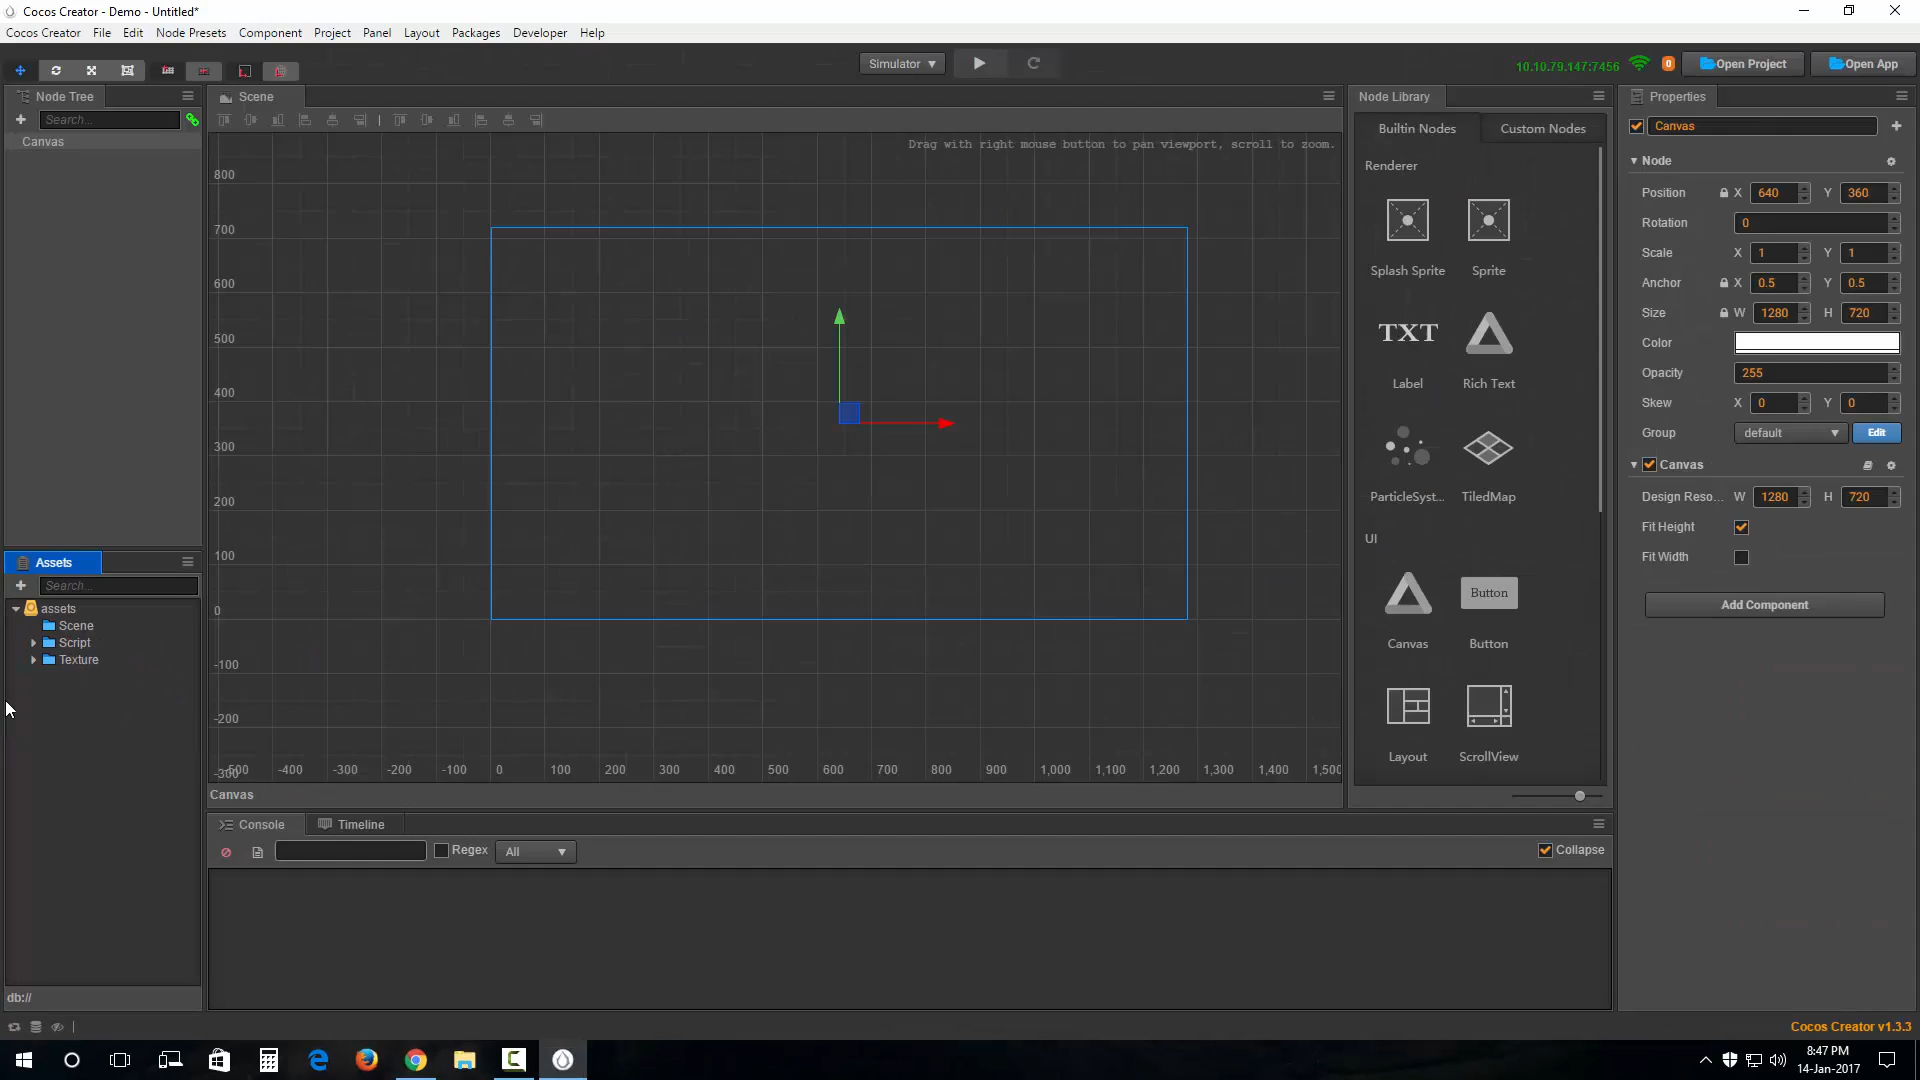 Cocos Creator - Demo - Untitled*
Cocos Creator File Edit Node Presets Component Project Panel Layout Packages Developer Help
Simulator
10.10.79.147:7456
0
Open Project
Open App
Node Tree
Search...
Canvas
Scene
Drag with right mouse button to pan viewport, scroll to zoom.
800
700
600
500
400
300
200
100
0
-100
-200
-300
-500 -400 -300 -200 -100 0 100 200 300 400 500 600 700 800 900 1,000 1,100 1,200 1,300 1,400 1,500
Canvas
Assets
Search...
assets
Scene
Script
Texture
db://
Console
Timeline
Regex
All
Collapse
Node Library
Builtin Nodes
Custom Nodes
Renderer
Splash Sprite
Sprite
TXT
Label
Rich Text
ParticleSyst...
TiledMap
UI
Canvas
Button
Button
Layout
ScrollView
Properties
Canvas
Node
Position X 640 Y 360
Rotation 0
Scale X 1 Y 1
Anchor X 0.5 Y 0.5
Size W 1280 H 720
Color
Opacity 255
Skew X 0 Y 0
Group default Edit
Canvas
Design Reso... W 1280 H 720
Fit Height
Fit Width
Add Component
Cocos Creator v1.3.3
8:47 PM
14-Jan-2017